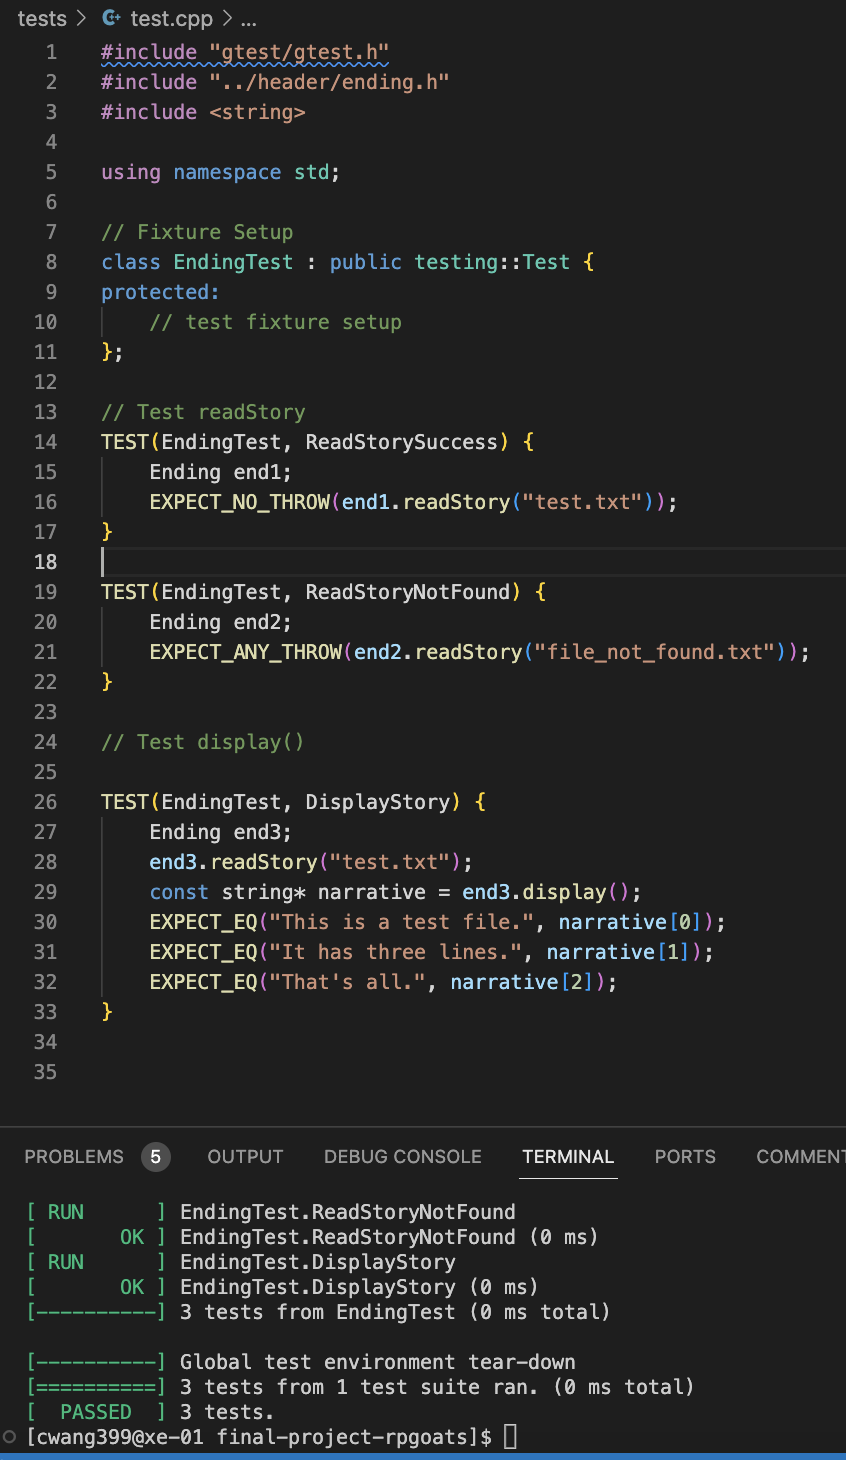 tests > test.cpp > ...
1 #include "gtest/gtest.h"
2 #include "../header/ending.h"
3 #include <string>
4
5 using namespace std;
6
7 // Fixture Setup
8 class EndingTest : public testing::Test {
9 protected:
10     // test fixture setup
11 };
12
13 // Test readStory
14 TEST(EndingTest, ReadStorySuccess) {
15     Ending end1;
16     EXPECT_NO_THROW(end1.readStory("test.txt"));
17 }
18
19 TEST(EndingTest, ReadStoryNotFound) {
20     Ending end2;
21     EXPECT_ANY_THROW(end2.readStory("file_not_found.txt"));
22 }
23
24 // Test display()
25
26 TEST(EndingTest, DisplayStory) {
27     Ending end3;
28     end3.readStory("test.txt");
29     const string* narrative = end3.display();
30     EXPECT_EQ("This is a test file.", narrative[0]);
31     EXPECT_EQ("It has three lines.", narrative[1]);
32     EXPECT_EQ("That's all.", narrative[2]);
33 }
34
35
PROBLEMS 5 OUTPUT DEBUG CONSOLE TERMINAL PORTS COMMENT
[ RUN      ] EndingTest.ReadStoryNotFound
[       OK ] EndingTest.ReadStoryNotFound (0 ms)
[ RUN      ] EndingTest.DisplayStory
[       OK ] EndingTest.DisplayStory (0 ms)
[----------] 3 tests from EndingTest (0 ms total)

[----------] Global test environment tear-down
[==========] 3 tests from 1 test suite ran. (0 ms total)
[  PASSED  ] 3 tests.
[cwang399@xe-01 final-project-rpgoats]$